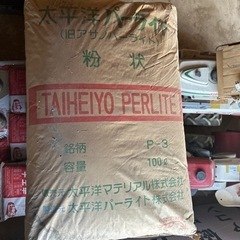 太平洋パーライト
(旧アサノパーライト)
粉状
TAIHEIYO PERLITE
銘柄 P-3
容量 100ℓ
太平洋マテリアル株式会社
太平洋パーライト株式会社